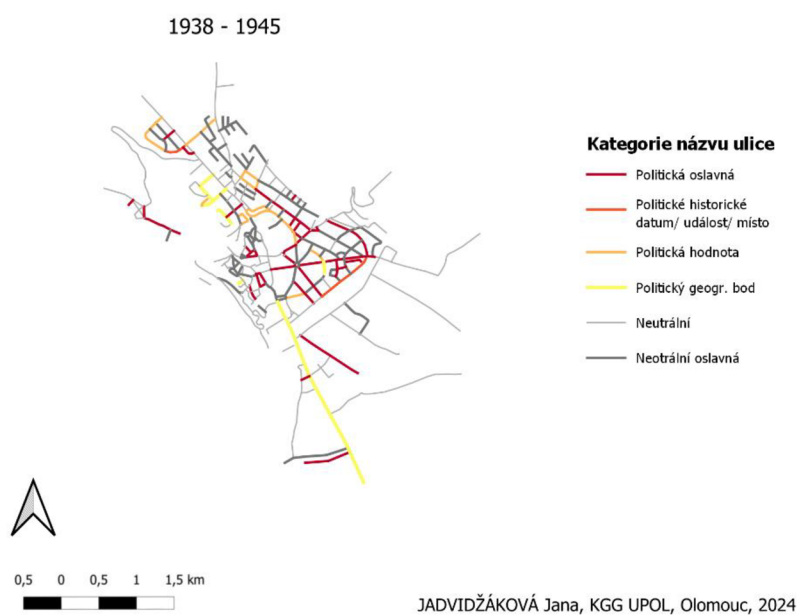 1938 - 1945
Kategorie názvu ulice
Politická oslavná
Politické historické
datum/ událost/ místo
Politická hodnota
Politický geogr. bod
Neutrální
Neotrální oslavná
0,5 0 0,5 1 1,5 km
JADVIDŽÁKOVÁ Jana, KGG UPOL, Olomouc, 2024